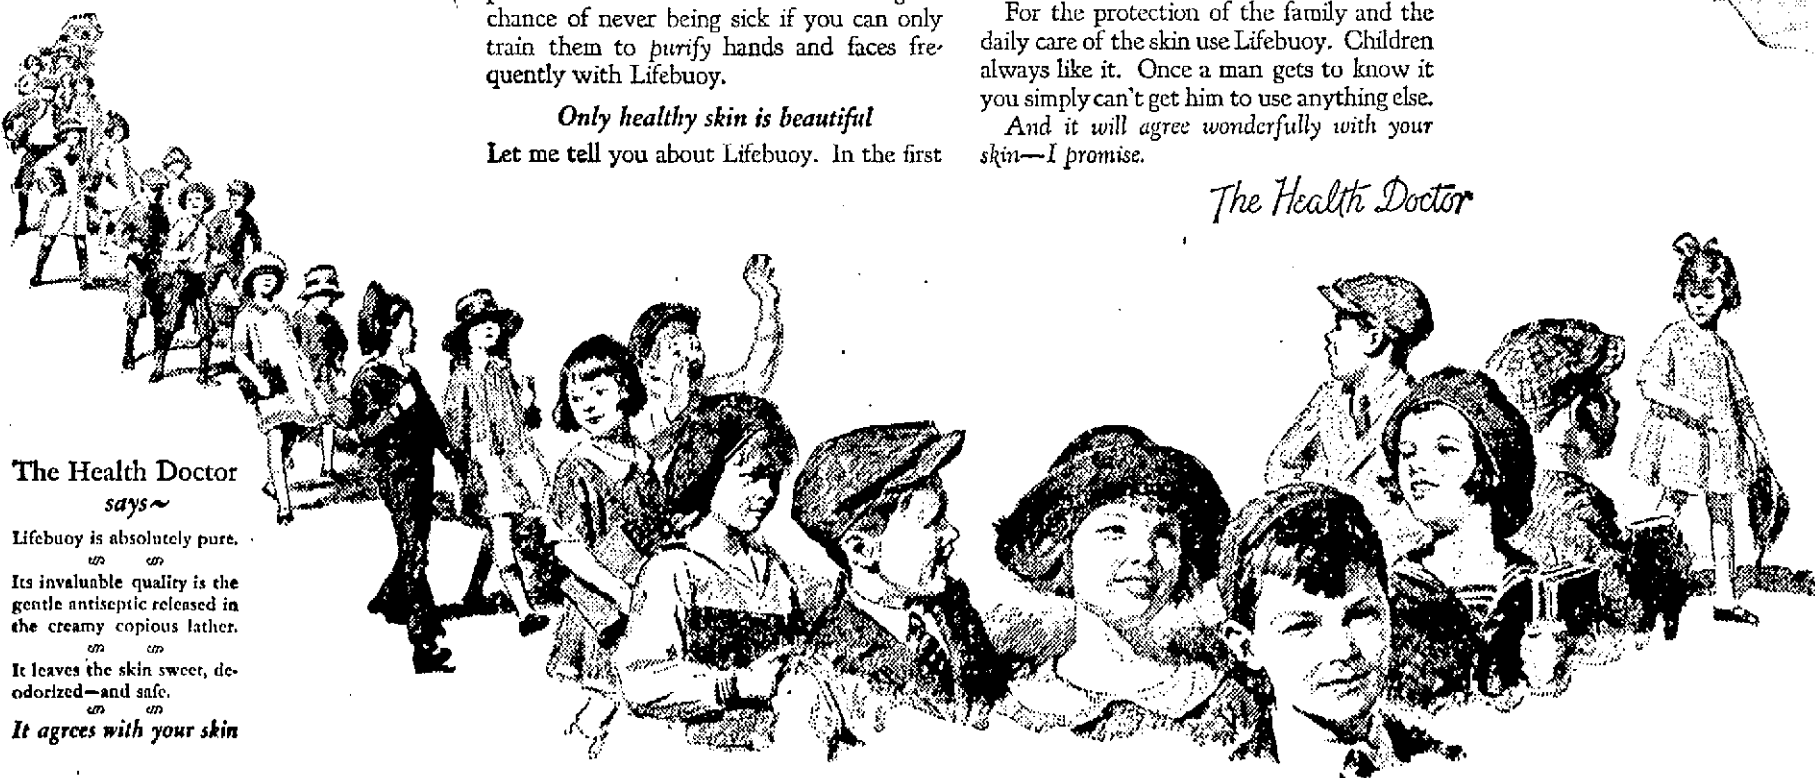 chance of never being sick if you can only
train them to purify hands and faces fre-
quently with Lifebuoy.
Only healthy skin is beautiful
Let me tell you about Lifebuoy. In the first
For the protection of the family and the
daily care of the skin use Lifebuoy. Children
always like it. Once a man gets to know it
you simply can't get him to use anything else.
And it will agree wonderfully with your
skin—I promise.
The Health Doctor
The Health Doctor
says~
Lifebuoy is absolutely pure.
Its invaluable quality is the
gentle antiseptic released in
the creamy copious lather.
It leaves the skin sweet, de-
odorized—and safe.
It agrees with your skin